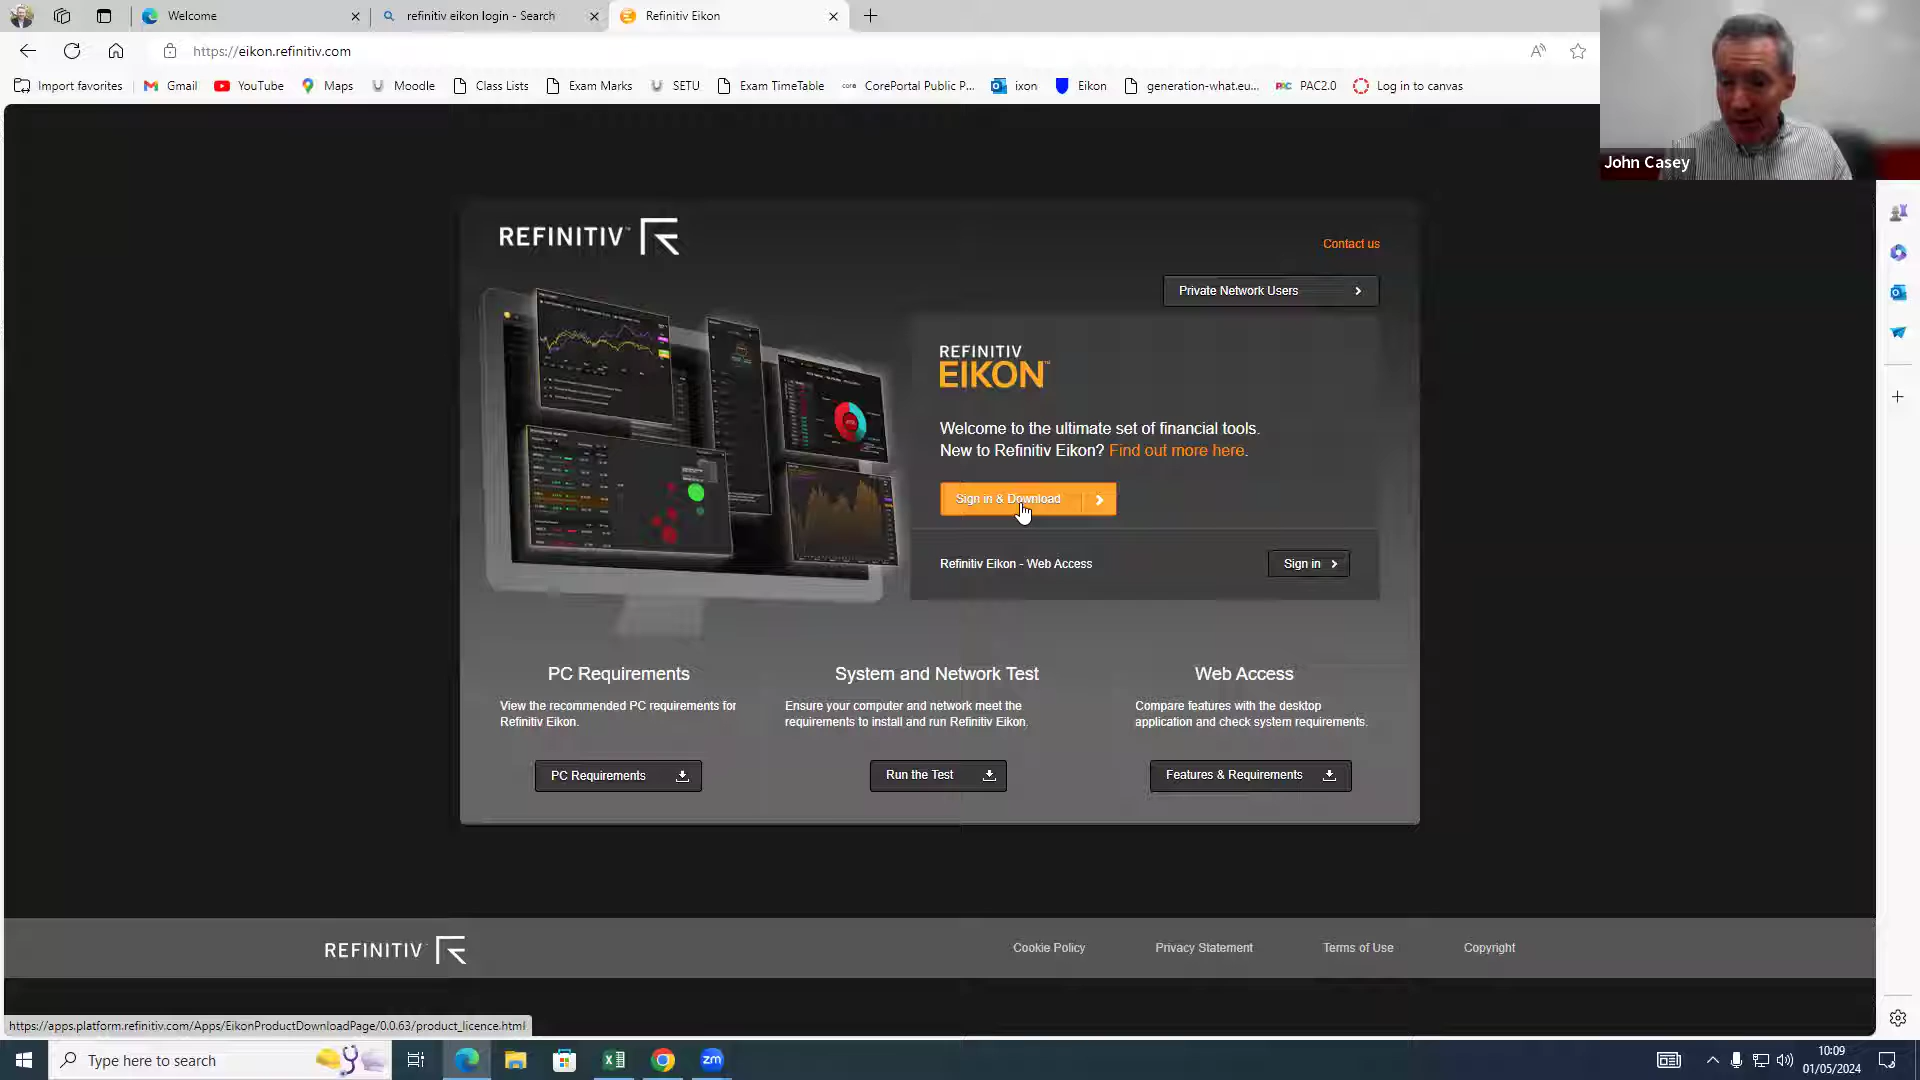 Welcome
refinitiv eikon login - Search
Refinitiv Eikon
https://eikon.refinitiv.com
Import favorites
Gmail
YouTube
Maps
Moodle
Class Lists
Exam Marks
SETU
Exam TimeTable
CorePortal Public P...
ixon
Eikon
generation-what.eu...
PAC2.0
Log in to canvas
John Casey
REFINITIV
Contact us
Private Network Users
REFINITIV
EIKON
Welcome to the ultimate set of financial tools.
New to Refinitiv Eikon? Find out more here.
Sign in & Download
Refinitiv Eikon - Web Access
Sign in
PC Requirements
View the recommended PC requirements for
Refinitiv Eikon.
PC Requirements
System and Network Test
Ensure your computer and network meet the
requirements to install and run Refinitiv Eikon.
Run the Test
Web Access
Compare features with the desktop
application and check system requirements.
Features & Requirements
REFINITIV
Cookie Policy
Privacy Statement
Terms of Use
Copyright
https://apps.platform.refinitiv.com/Apps/EikonProductDownloadPage/0.0.63/product_licence.html
Type here to search
zm
10:09
01/05/2024